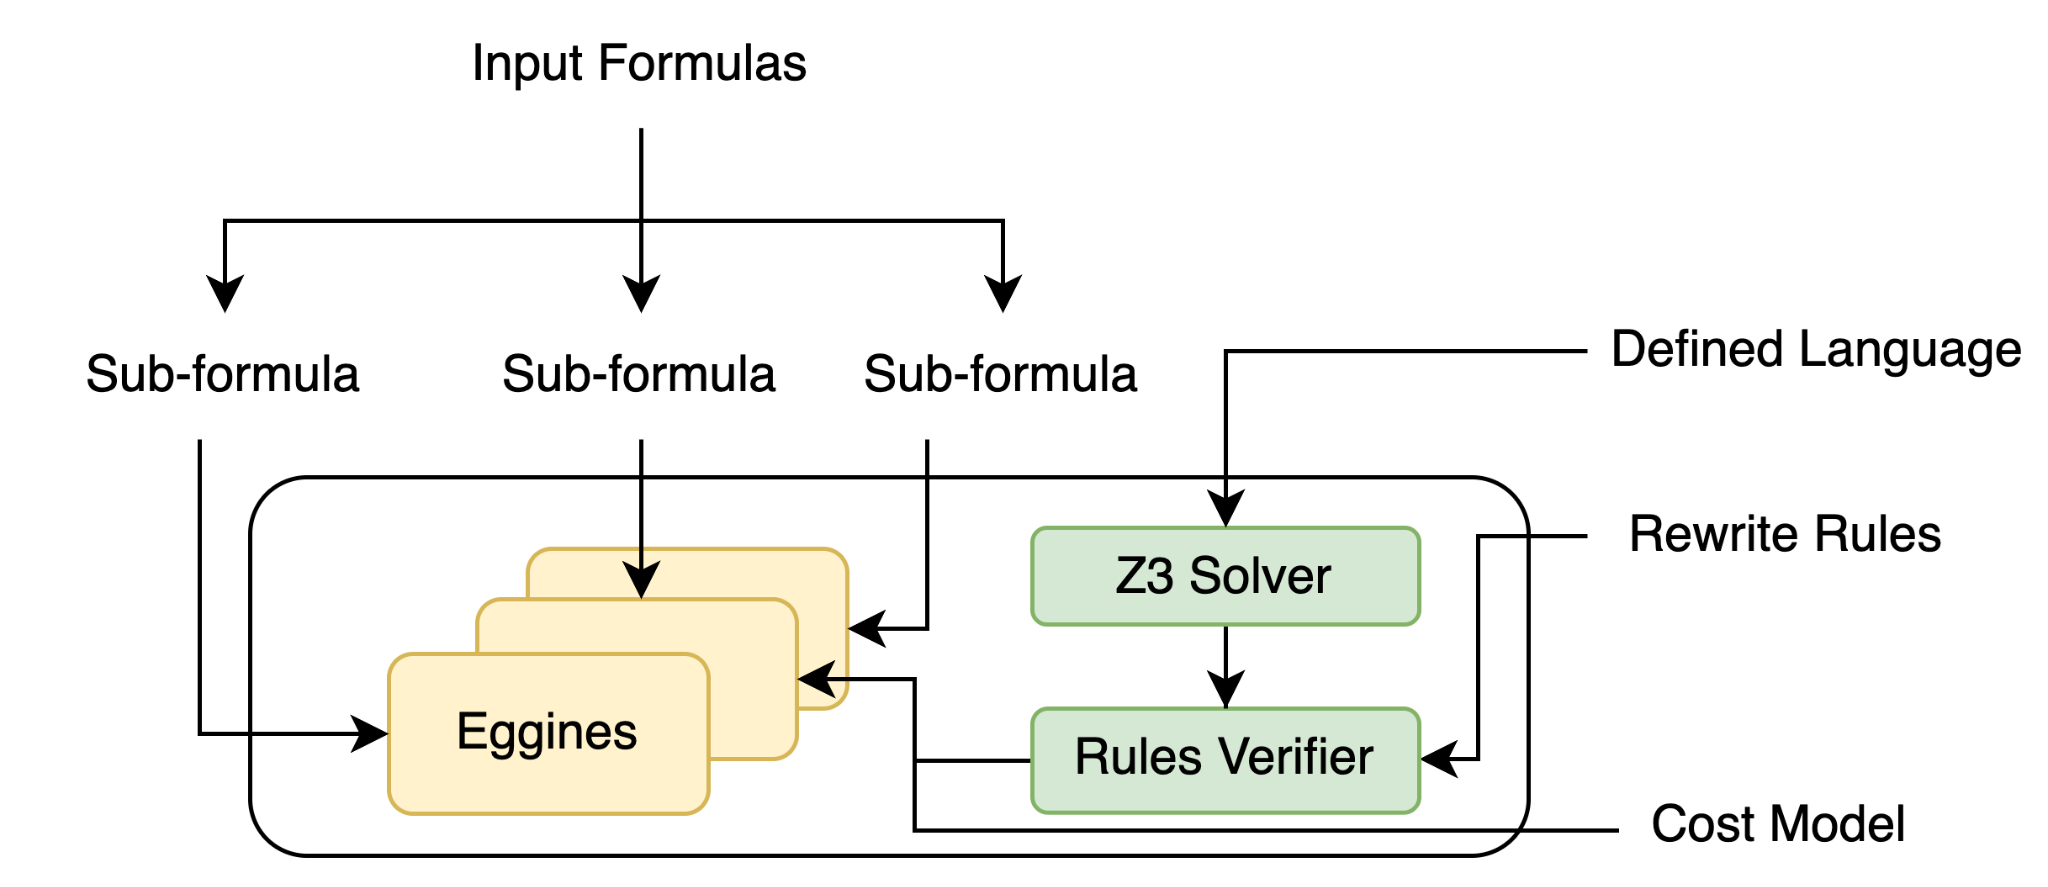 Input Formulas
Sub-formula
Sub-formula
Sub-formula
Defined Language
Rewrite Rules
Z3 Solver
Eggines
Rules Verifier
Cost Model